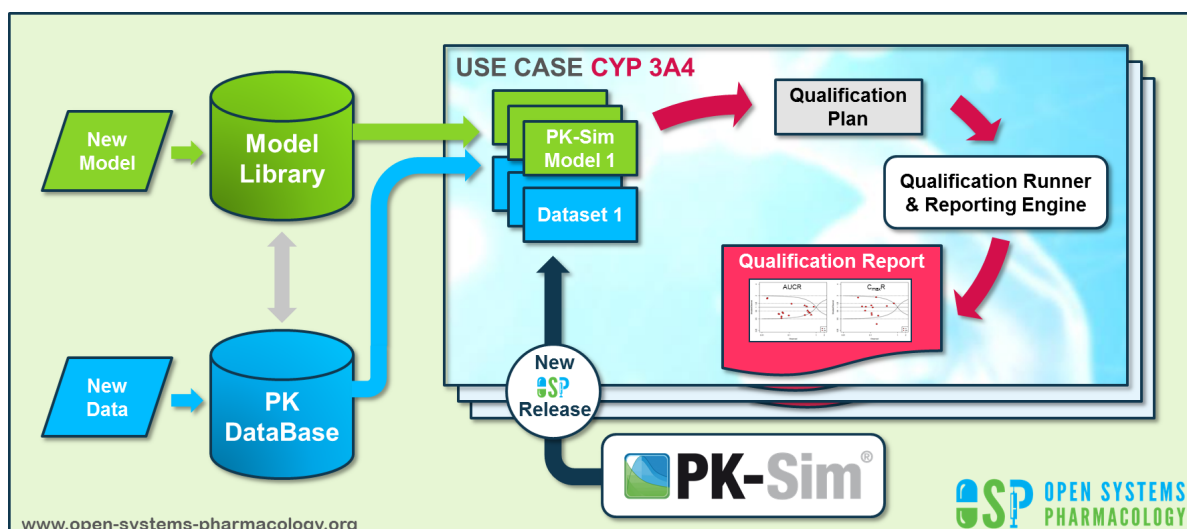 USE CASE CYP 3A4
New
Model
Model
Library
PK-Sim
Model 1
Dataset 1
Qualification
Plan
Qualification Runner
& Reporting Engine
Qualification Report
AUCR
CmaxR
New
Data
PK
DataBase
New
OSP
Release
PK-Sim®
OSP OPEN SYSTEMS
PHARMACOLOGY
www.open-systems-pharmacology.org